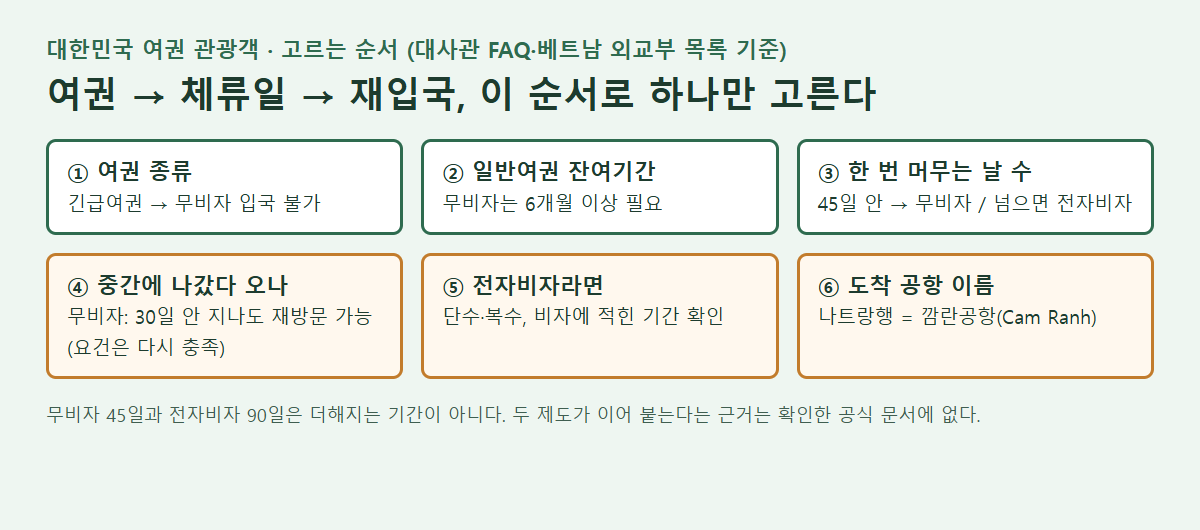 대한민국 여권 관광객 · 고르는 순서 (대사관 FAQ·베트남 외교부 목록 기준)
여권 → 체류일 → 재입국, 이 순서로 하나만 고른다
① 여권 종류
긴급여권 → 무비자 입국 불가
② 일반여권 잔여기간
무비자는 6개월 이상 필요
③ 한 번 머무는 날 수
45일 안 → 무비자 / 넘으면 전자비자
④ 중간에 나갔다 오나
무비자: 30일 안 지나도 재방문 가능
(요건은 다시 충족)
⑤ 전자비자라면
단수·복수, 비자에 적힌 기간 확인
⑥ 도착 공항 이름
나트랑행 = 깜란공항(Cam Ranh)
무비자 45일과 전자비자 90일은 더해지는 기간이 아니다. 두 제도가 이어 붙는다는 근거는 확인한 공식 문서에 없다.